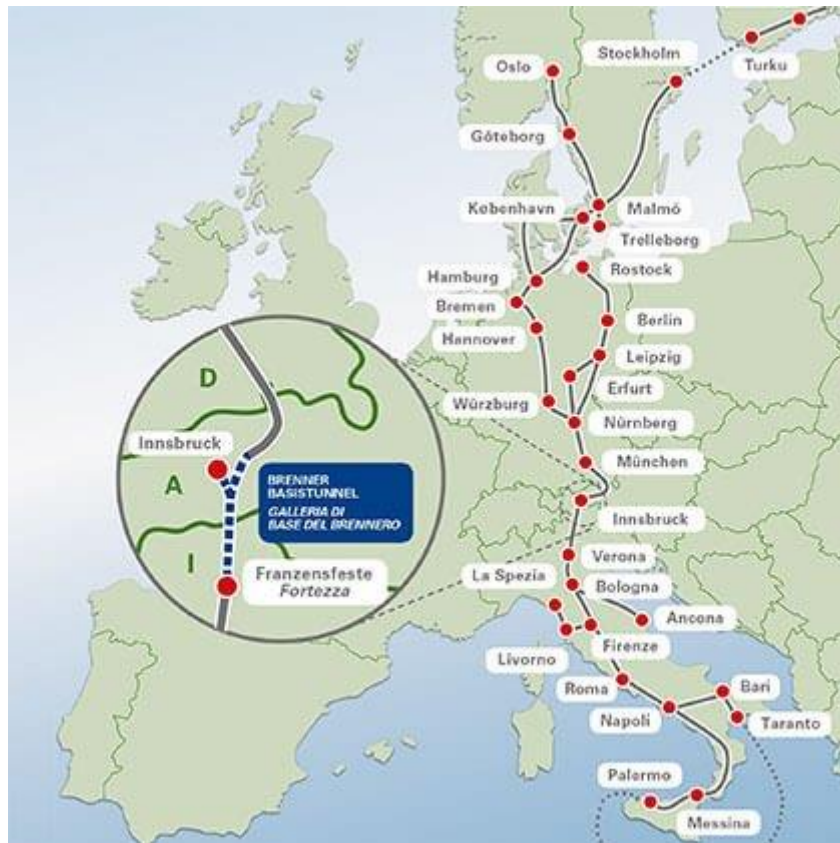 Stockholm
Oslo
Turku
Göteborg
København
Malmö
Trelleborg
Rostock
Hamburg
Bremen
Berlin
Hannover
Leipzig
Erfurt
Würzburg
Nürnberg
München
Innsbruck
Verona
La Spezia
Bologna
Ancona
Firenze
Livorno
Roma
Bari
Napoli
Taranto
Palermo
Messina
D
Innsbruck
A
BRENNER
BASISTUNNEL
GALLERIA DI
BASE DEL BRENNERO
I
Franzensfeste
Fortezza